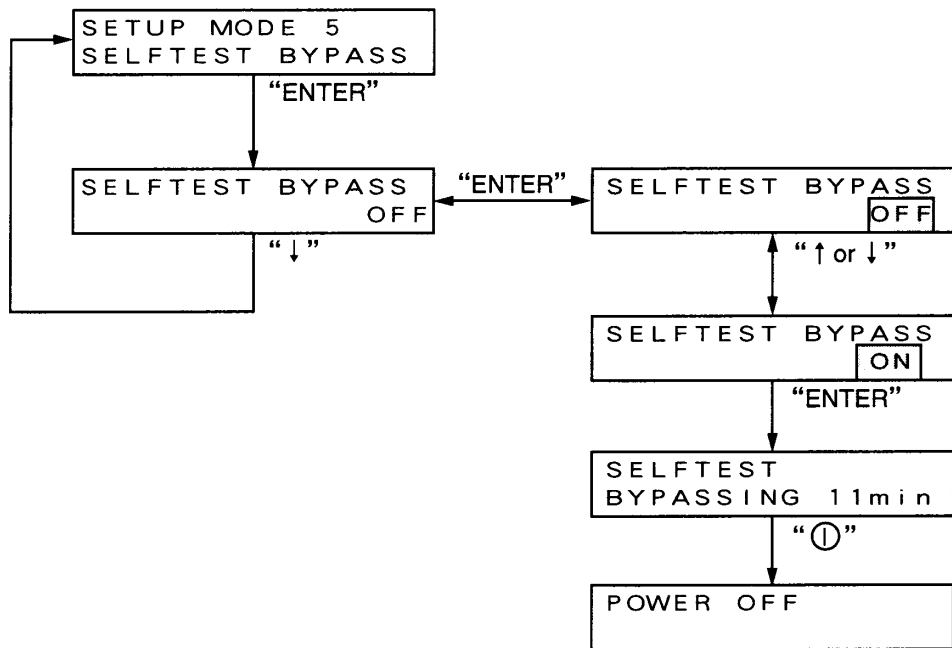 SETUP MODE 5
SELFTEST BYPASS
"ENTER"
SELFTEST BYPASS
OFF
"↓"
"ENTER"
SELFTEST BYPASS
OFF
"↑ or ↓"
SELFTEST BYPASS
ON
"ENTER"
SELFTEST
BYPASSING 11min
"⏼"
POWER OFF